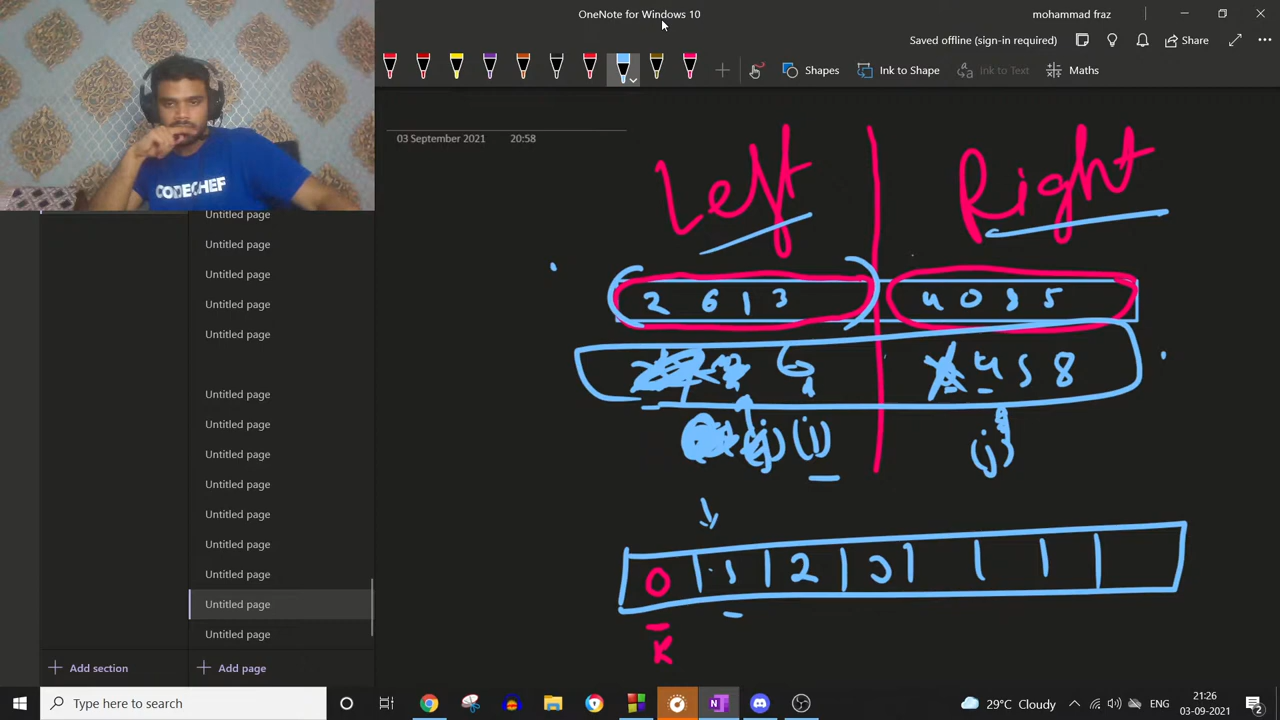 OneNote for Windows 10
mohammad fraz
Saved offline (sign-in required)
Share
Shapes
Ink to Shape
Ink to Text
Maths
03 September 2021 20:58
CODECHEF
Left Right
2 6 1 3 4 0 8 5
6 4 5 8
(i) (j)
0 1 2 3
K
Untitled page
Untitled page
Untitled page
Untitled page
Untitled page
Untitled page
Untitled page
Untitled page
Untitled page
Untitled page
Untitled page
Untitled page
Untitled page
Untitled page
Add section
Add page
Type here to search
29°C Cloudy
ENG
21:26
03-09-2021
2